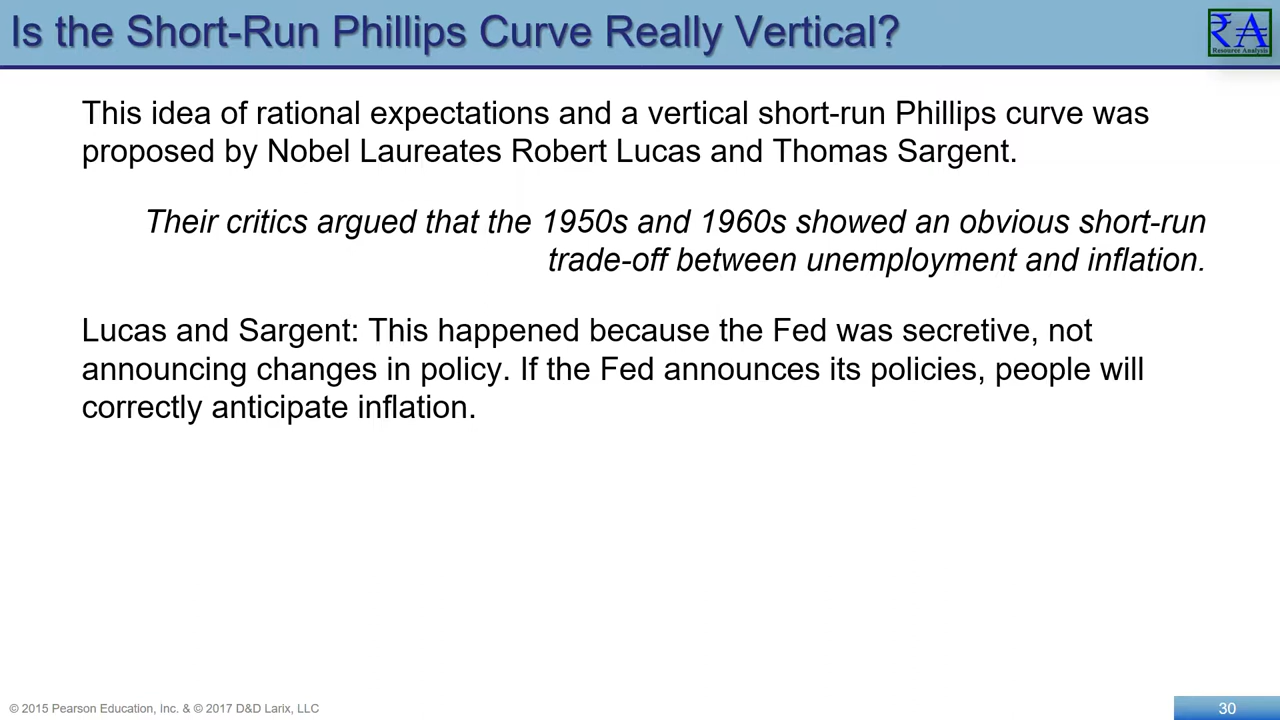 Is the Short-Run Phillips Curve Really Vertical?
₹A
Resource Analysis
This idea of rational expectations and a vertical short-run Phillips curve was
proposed by Nobel Laureates Robert Lucas and Thomas Sargent.
Their critics argued that the 1950s and 1960s showed an obvious short-run
trade-off between unemployment and inflation.
Lucas and Sargent: This happened because the Fed was secretive, not
announcing changes in policy. If the Fed announces its policies, people will
correctly anticipate inflation.
© 2015 Pearson Education, Inc. & © 2017 D&D Larix, LLC
30